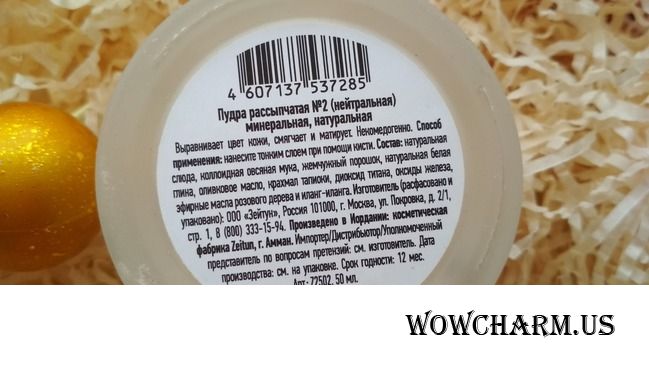 4 607137 537285
Пудра рассыпчатая №2 (нейтральная)
минеральная, натуральная
Выравнивает цвет кожи, смягчает и матирует. Некомедогенно. Способ
применения: нанесите тонким слоем при помощи кисти. Состав: натуральная
слюда, коллоидная овсяная мука, жемчужный порошок, натуральная белая
глина, оливковое масло, крахмал тапиоки, диоксид титана, оксиды железа,
эфирные масла розового дерева и иланг-иланга. Изготовитель (расфасовано и
упаковано): ООО «Зейтун», Россия 101000, г. Москва, ул. Покровка, д. 2/1,
стр. 1, 8 (800) 333-15-94. Произведено в Иордании: косметическая
фабрика Zeitun, г. Амман. Импортер/Дистрибьютор/Уполномоченный
представитель по вопросам претензий: см. изготовитель. Дата
производства: см. на упаковке. Срок годности: 12 мес.
Арт.: 72502. 50 мл.
WOWCHARM.US